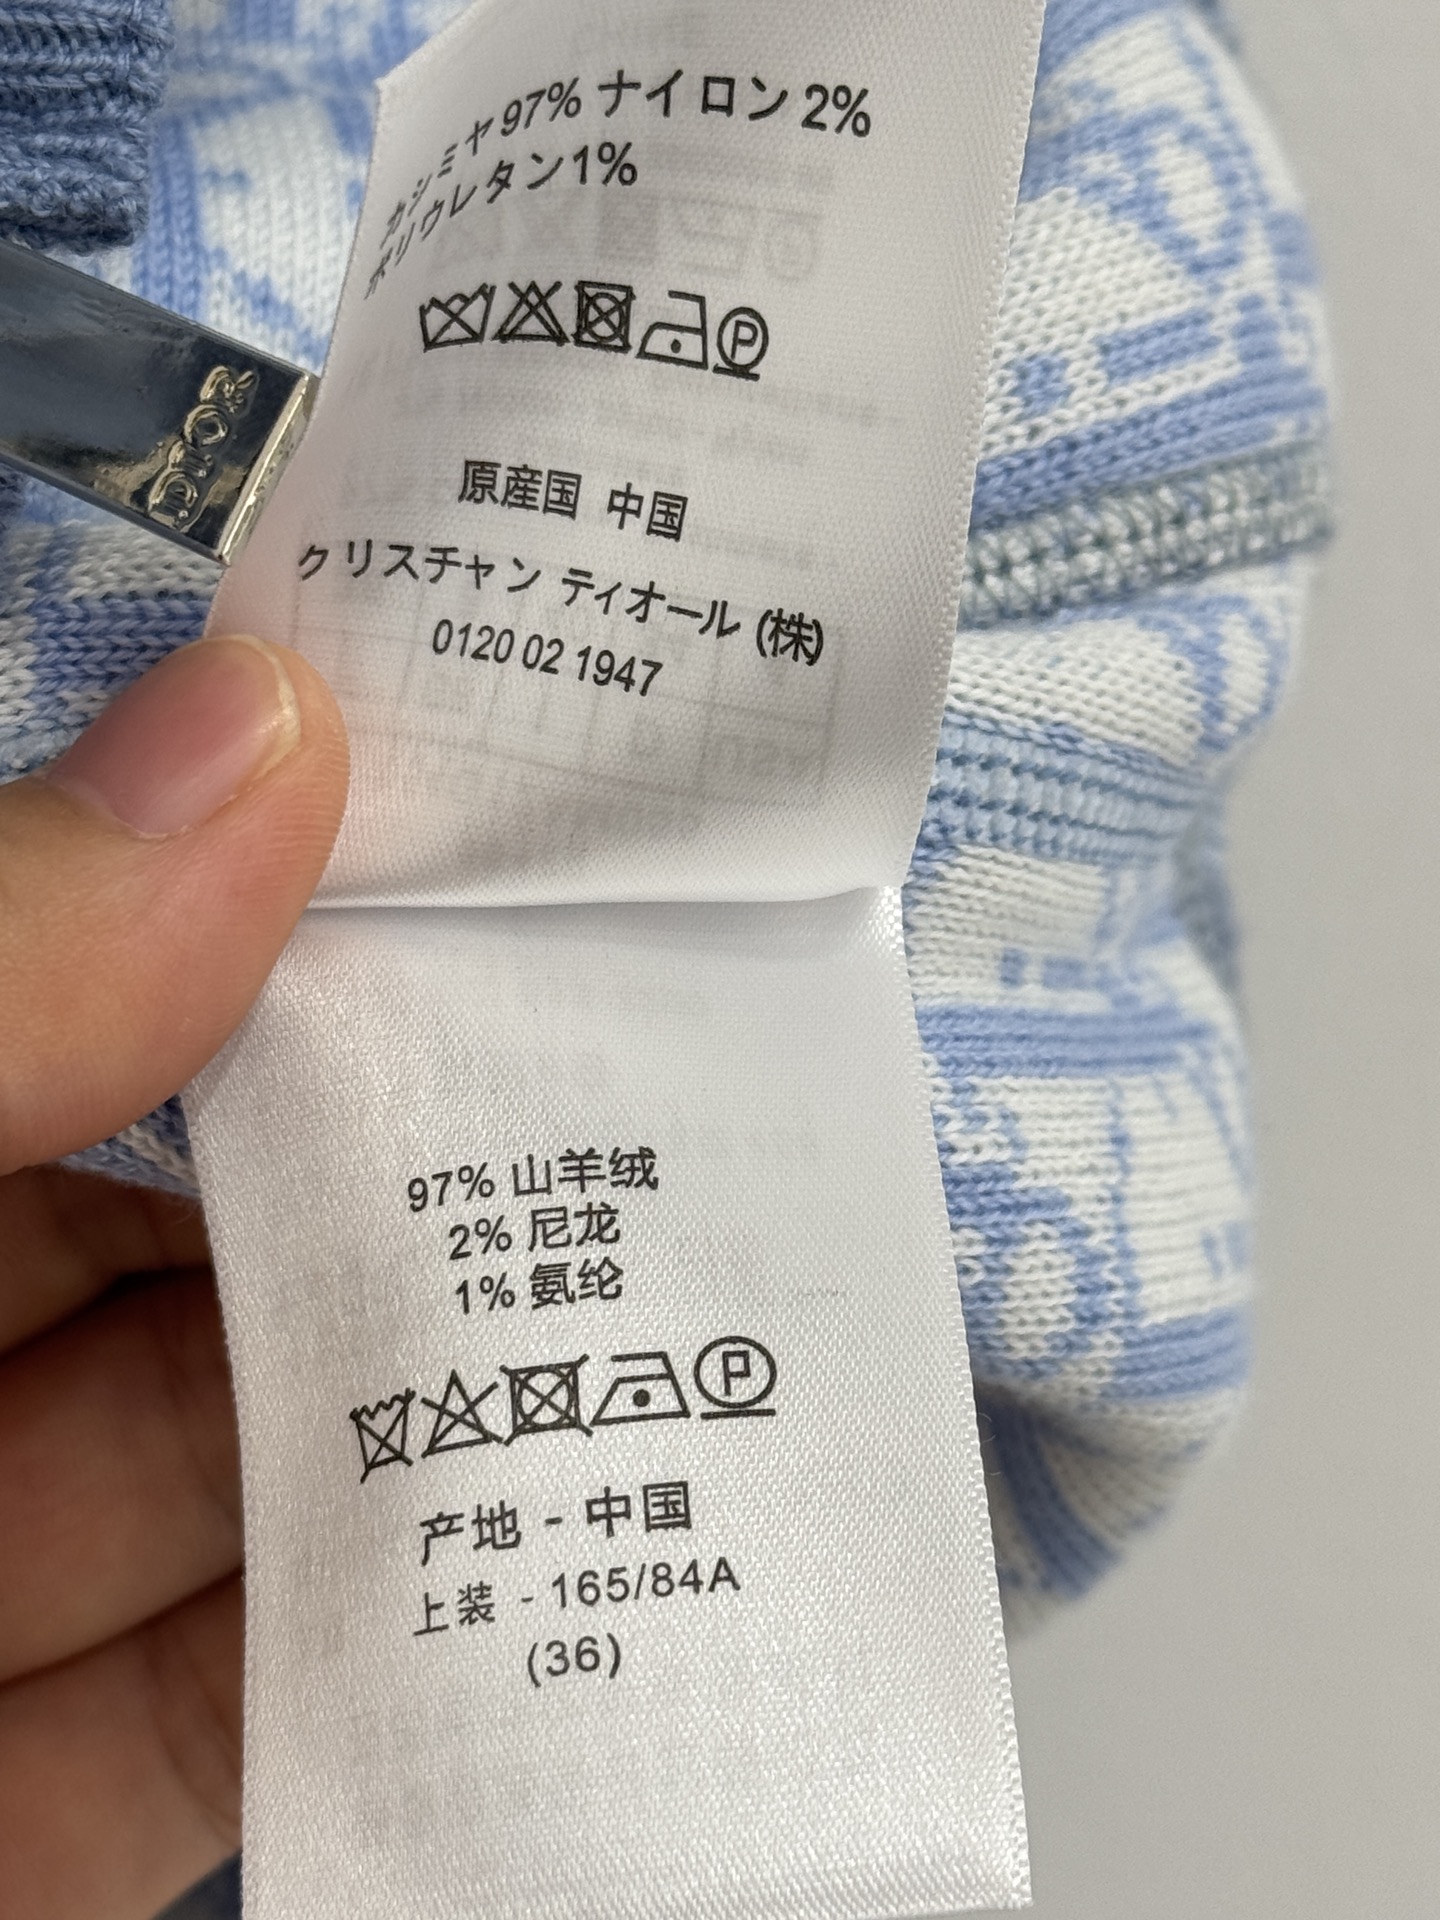 カシミヤ97% ナイロン 2%
ポリウレタン1%
P
原産国 中国
クリスチャン ティオール (株)
0120 02 1947
DIOR
97% 山羊绒
2% 尼龙
1% 氨纶
P
产地 - 中国
上装 - 165/84A
(36)